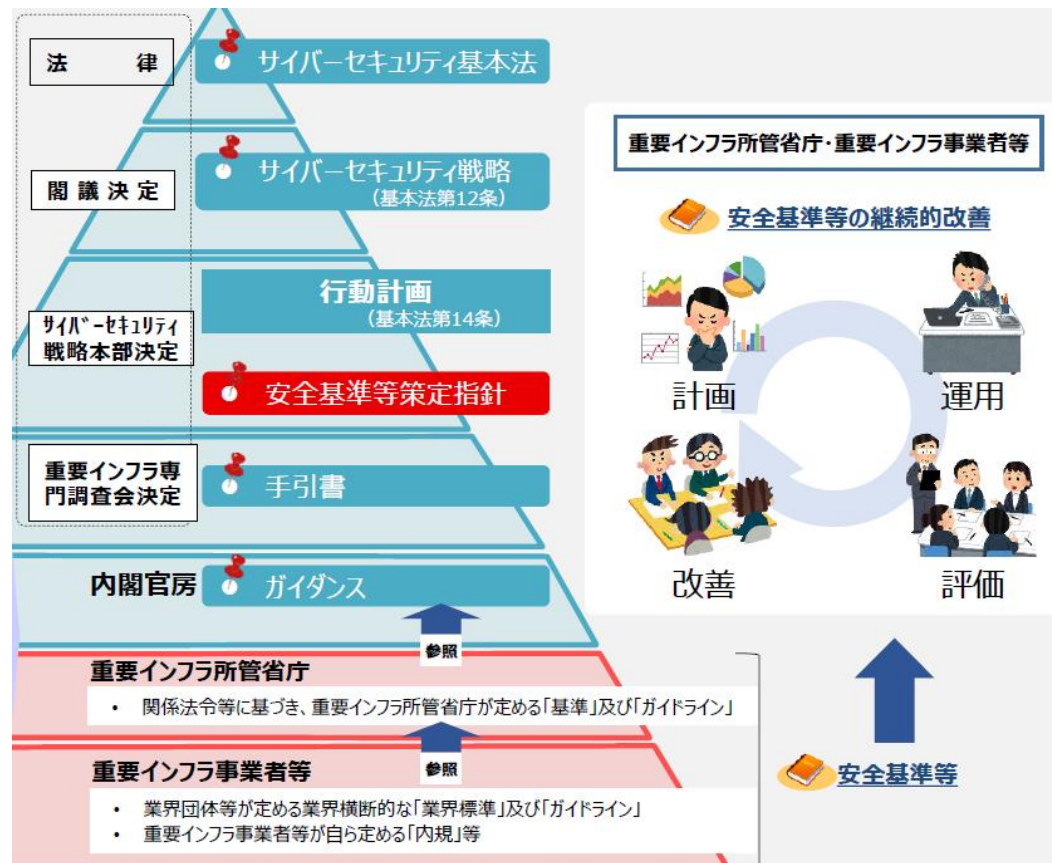 法　　律
サイバーセキュリティ基本法
閣議決定
サイバーセキュリティ戦略
(基本法第12条)
サイバーセキュリティ
戦略本部決定
行動計画
(基本法第14条)
安全基準等策定指針
重要インフラ専
門調査会決定
手引書
内閣官房
ガイダンス
参照
重要インフラ所管省庁
• 関係法令等に基づき、重要インフラ所管省庁が定める「基準」及び「ガイドライン」
参照
重要インフラ事業者等
• 業界団体等が定める業界横断的な「業界標準」及び「ガイドライン」
• 重要インフラ事業者等が自ら定める「内規」等
重要インフラ所管省庁・重要インフラ事業者等
安全基準等の継続的改善
計画
運用
改善
評価
安全基準等